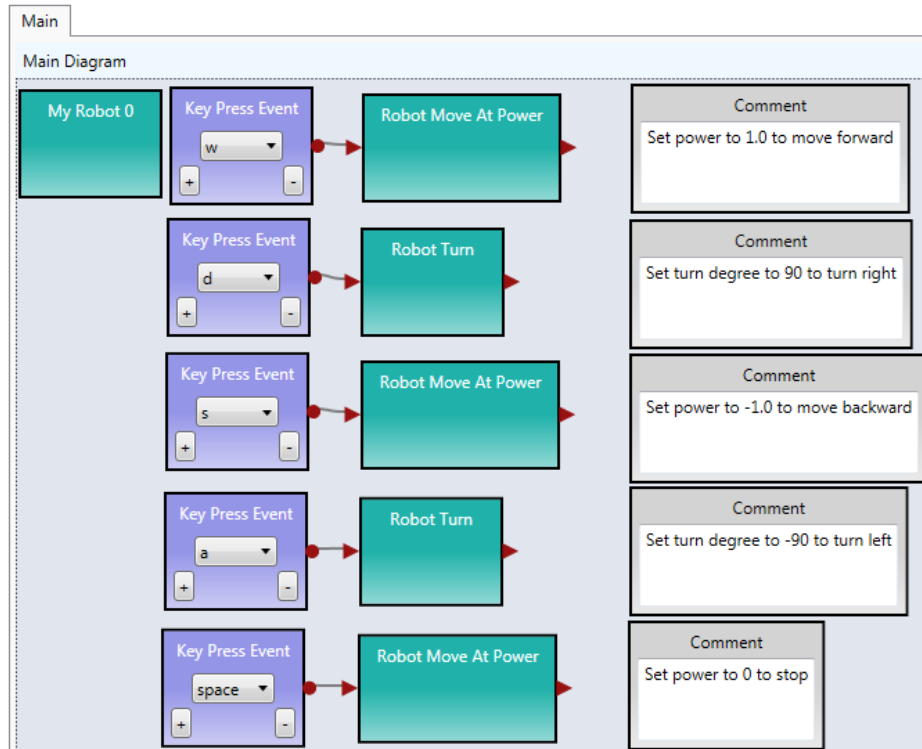 Main
Main Diagram
My Robot 0
Key Press Event
w
+
-
Robot Move At Power
Comment
Set power to 1.0 to move forward
Key Press Event
d
+
-
Robot Turn
Comment
Set turn degree to 90 to turn right
Key Press Event
s
+
-
Robot Move At Power
Comment
Set power to -1.0 to move backward
Key Press Event
a
+
-
Robot Turn
Comment
Set turn degree to -90 to turn left
Key Press Event
space
+
-
Robot Move At Power
Comment
Set power to 0 to stop